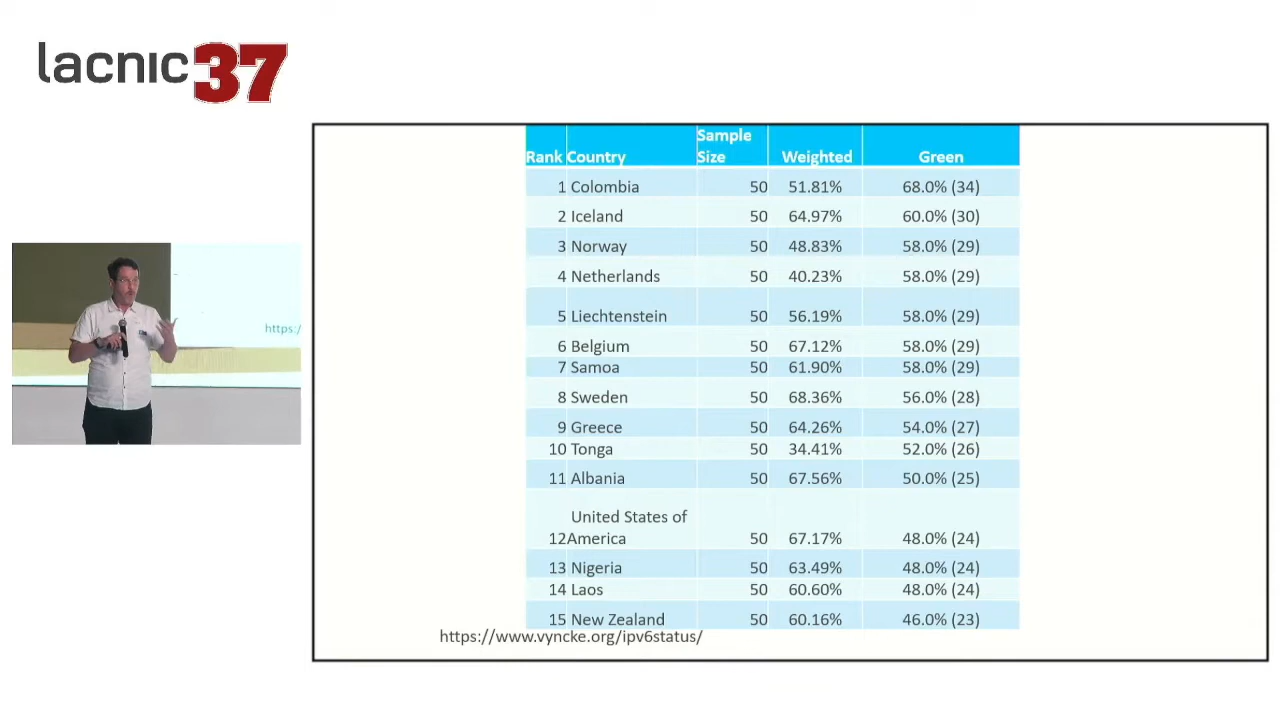 lacnic 37
Rank Country Sample Size Weighted Green
1 Colombia 50 51.81% 68.0% (34)
2 Iceland 50 64.97% 60.0% (30)
3 Norway 50 48.83% 58.0% (29)
4 Netherlands 50 40.23% 58.0% (29)
5 Liechtenstein 50 56.19% 58.0% (29)
6 Belgium 50 67.12% 58.0% (29)
7 Samoa 50 61.90% 58.0% (29)
8 Sweden 50 68.36% 56.0% (28)
9 Greece 50 64.26% 54.0% (27)
10 Tonga 50 34.41% 52.0% (26)
11 Albania 50 67.56% 50.0% (25)
12 United States of America 50 67.17% 48.0% (24)
13 Nigeria 50 63.49% 48.0% (24)
14 Laos 50 60.60% 48.0% (24)
15 New Zealand 50 60.16% 46.0% (23)
https://www.vyncke.org/ipv6status/
https:/